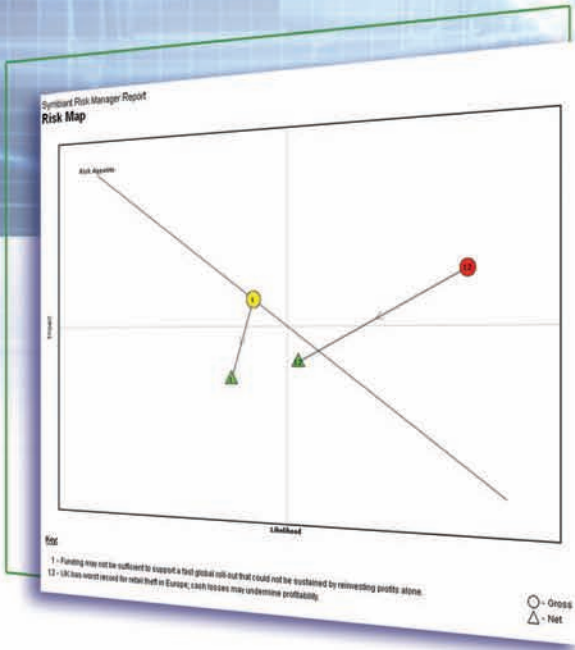 Symbiant Risk Manager Report
Risk Map
Risk Appetite
1
Impact
Likelihood
Key:
1 - Funding may not be sufficient to support a fast global roll-out that could not be sustained by reinvesting profits alone.
13 - UK has worst record for retail theft in Europe; cash losses may undermine profitability.
- Gross
- Net